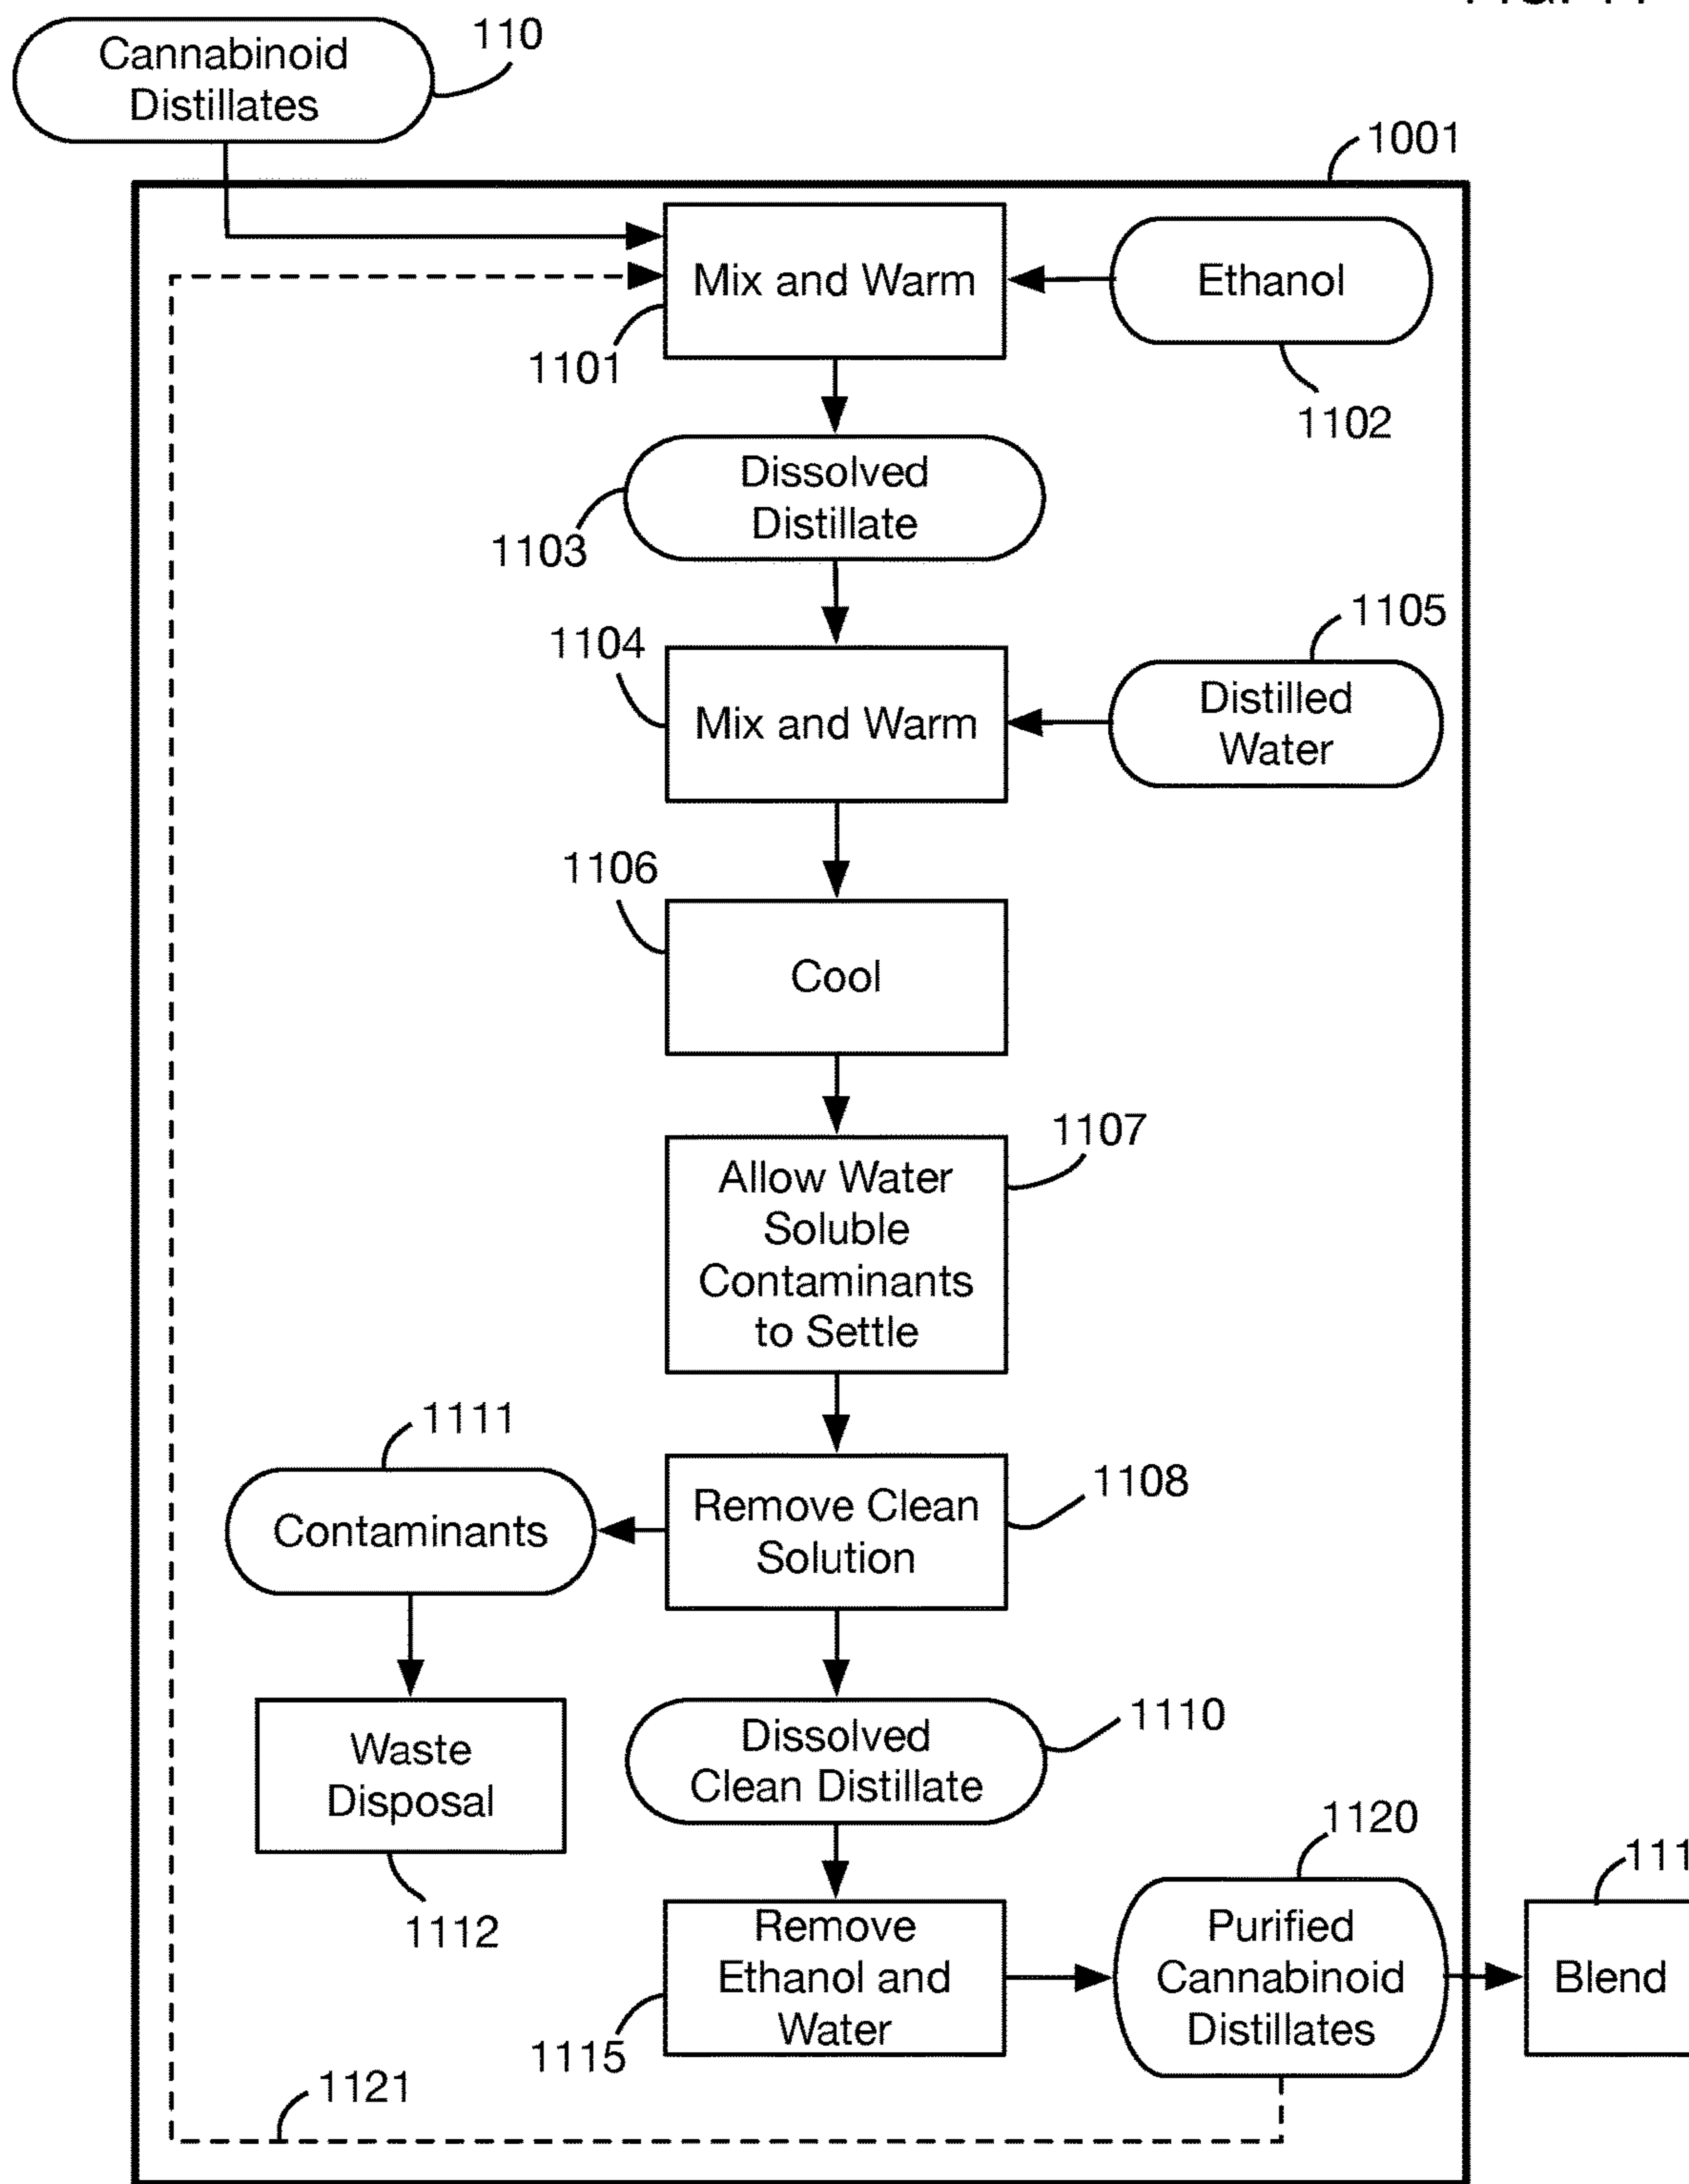 Cannabinoid
Distillates
110
1001
Mix and Warm
Ethanol
1101
1102
Dissolved
Distillate
1103
1104
1105
Mix and Warm
Distilled
Water
1106
Cool
1107
Allow Water
Soluble
Contaminants
to Settle
1111
Contaminants
Remove Clean
Solution
1108
Waste
Disposal
1112
Dissolved
Clean Distillate
1110
1120
Remove
Ethanol and
Water
1115
Purified
Cannabinoid
Distillates
Blend
1121